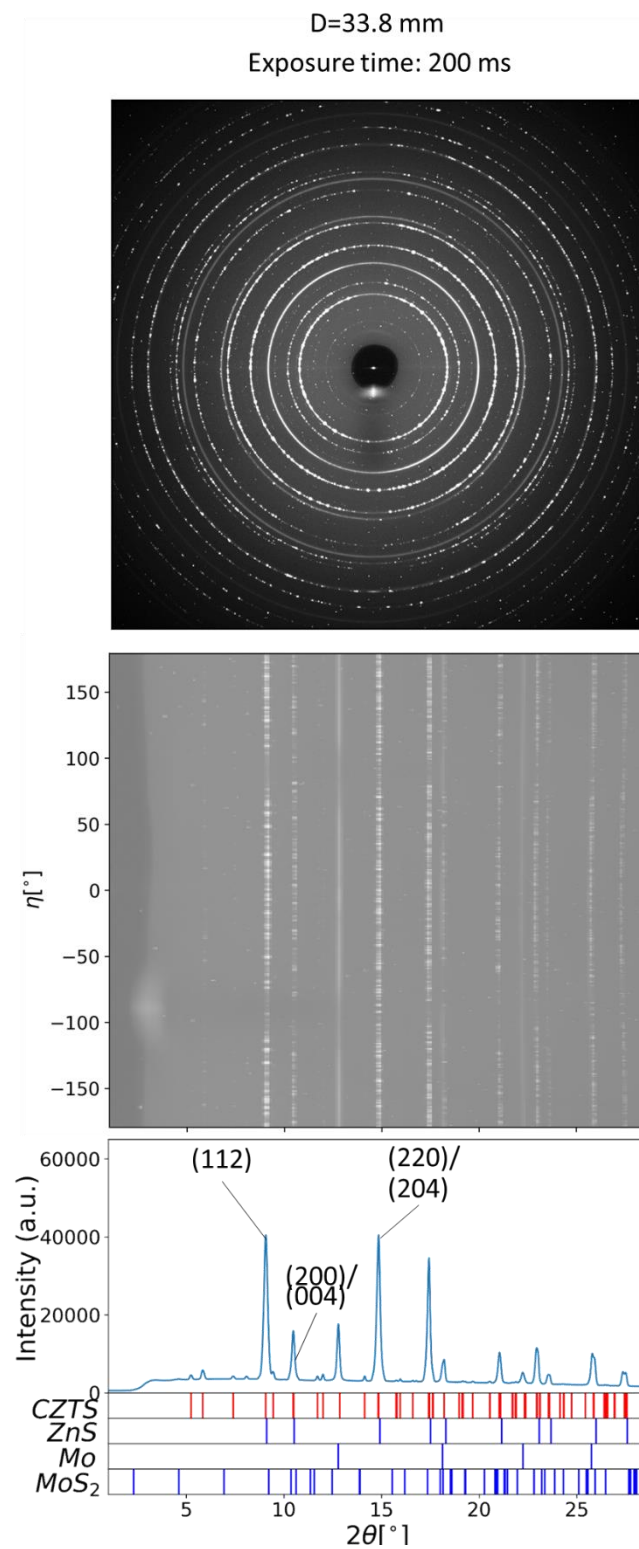 D=33.8 mm
Exposure time: 200 ms
150
100
50
0
−50
−100
−150
η[°]
60000
40000
20000
0
Intensity (a.u.)
(112)
(220)/
(204)
(200)/
(004)
CZTS
ZnS
Mo
MoS₂
5 10 15 20 25
2θ[°]